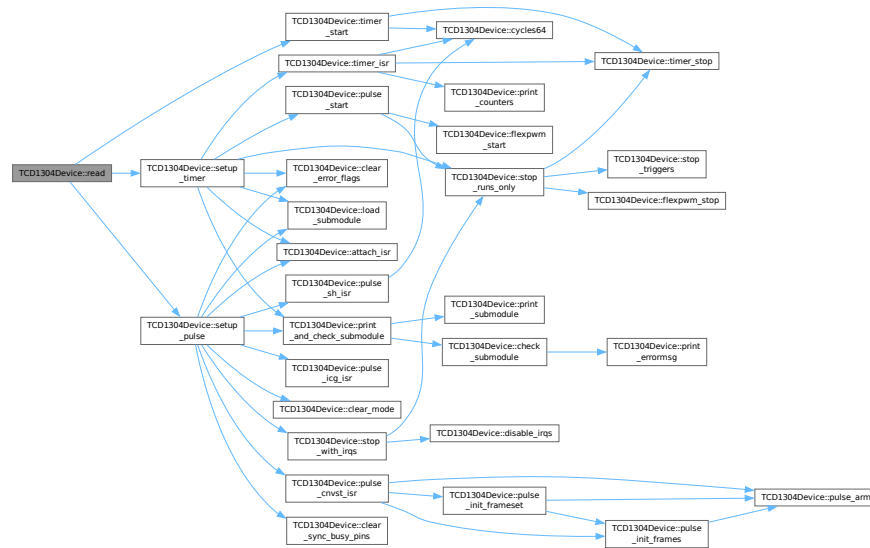 TCD1304Device::read
TCD1304Device::timer
_start
TCD1304Device::cycles64
TCD1304Device::timer_isr
TCD1304Device::timer_stop
TCD1304Device::pulse
_start
TCD1304Device::print
_counters
TCD1304Device::flexpwm
_start
TCD1304Device::setup
_timer
TCD1304Device::clear
_error_flags
TCD1304Device::stop
_runs_only
TCD1304Device::stop
_triggers
TCD1304Device::flexpwm_stop
TCD1304Device::load
_submodule
TCD1304Device::attach_isr
TCD1304Device::pulse
_sh_isr
TCD1304Device::setup
_pulse
TCD1304Device::print
_and_check_submodule
TCD1304Device::print
_submodule
TCD1304Device::check
_submodule
TCD1304Device::print
_errormsg
TCD1304Device::pulse
_icg_isr
TCD1304Device::clear_mode
TCD1304Device::stop
_with_irqs
TCD1304Device::disable_irqs
TCD1304Device::pulse
_cnvst_isr
TCD1304Device::pulse
_init_frameset
TCD1304Device::pulse_arm
TCD1304Device::clear
_sync_busy_pins
TCD1304Device::pulse
_init_frames